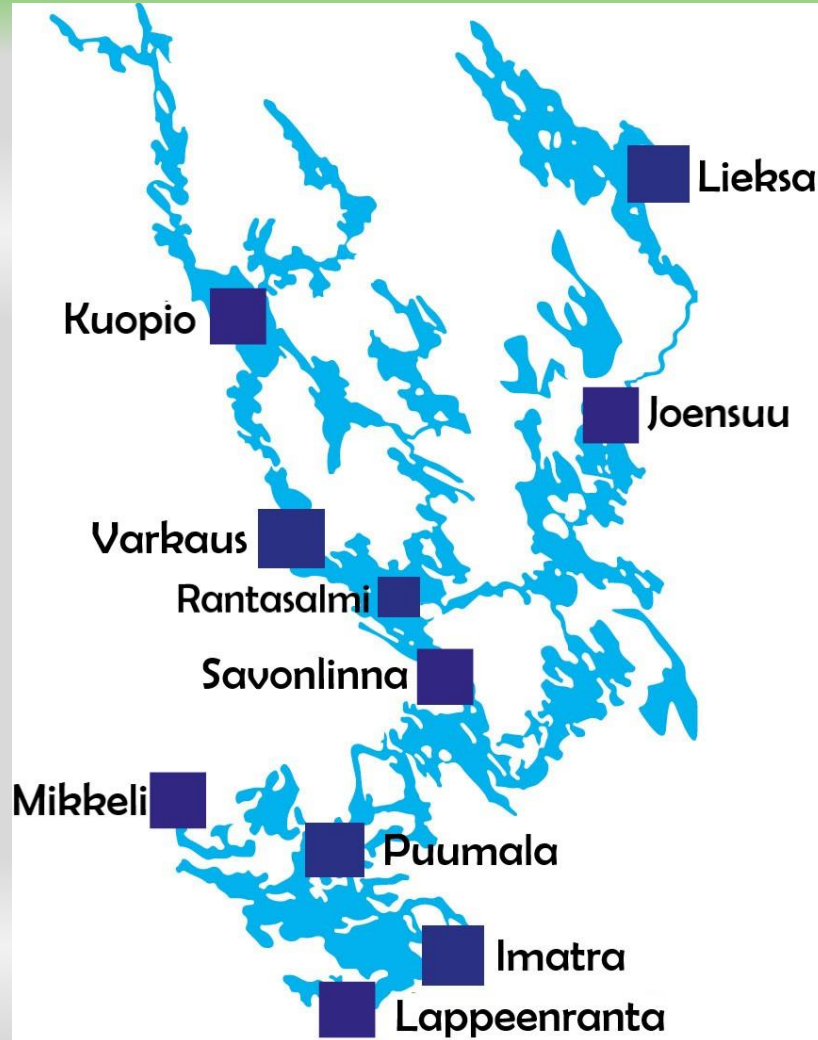 Lieksa
Kuopio
Joensuu
Varkaus
Rantasalmi
Savonlinna
Mikkeli
Puumala
Imatra
Lappeenranta